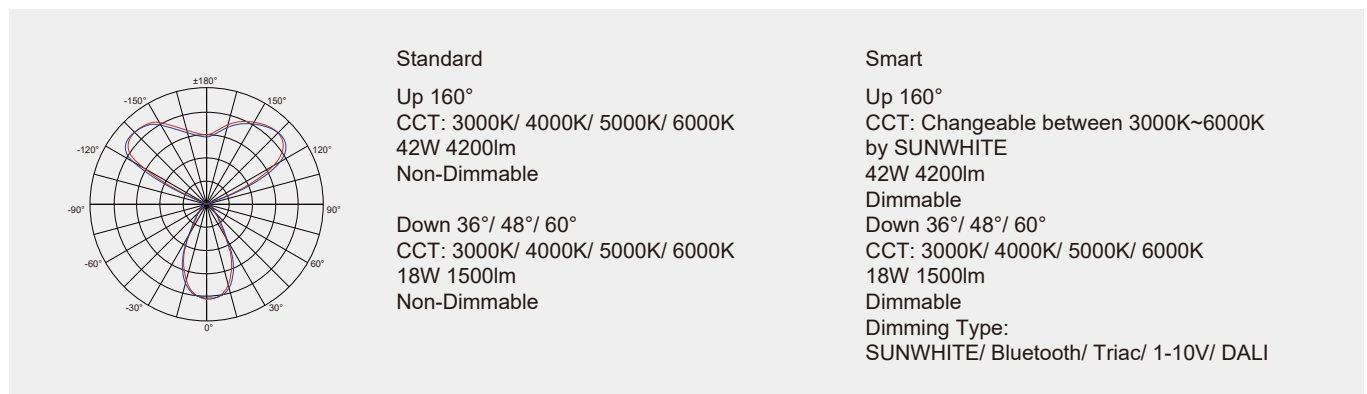 ±180°
-150°
150°
-120°
120°
-90°
90°
-60°
60°
-30°
30°
0°
Standard
Up 160°
CCT: 3000K/ 4000K/ 5000K/ 6000K
42W 4200lm
Non-Dimmable
Down 36°/ 48°/ 60°
CCT: 3000K/ 4000K/ 5000K/ 6000K
18W 1500lm
Non-Dimmable
Smart
Up 160°
CCT: Changeable between 3000K~6000K
by SUNWHITE
42W 4200lm
Dimmable
Down 36°/ 48°/ 60°
CCT: 3000K/ 4000K/ 5000K/ 6000K
18W 1500lm
Dimmable
Dimming Type:
SUNWHITE/ Bluetooth/ Triac/ 1-10V/ DALI